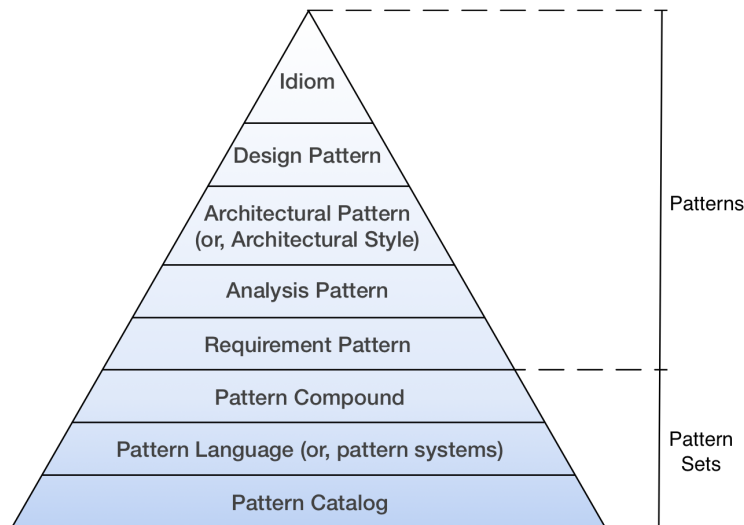 Idiom
Design Pattern
Architectural Pattern
(or, Architectural Style)
Analysis Pattern
Requirement Pattern
Pattern Compound
Pattern Language (or, pattern systems)
Pattern Catalog
Patterns
Pattern
Sets